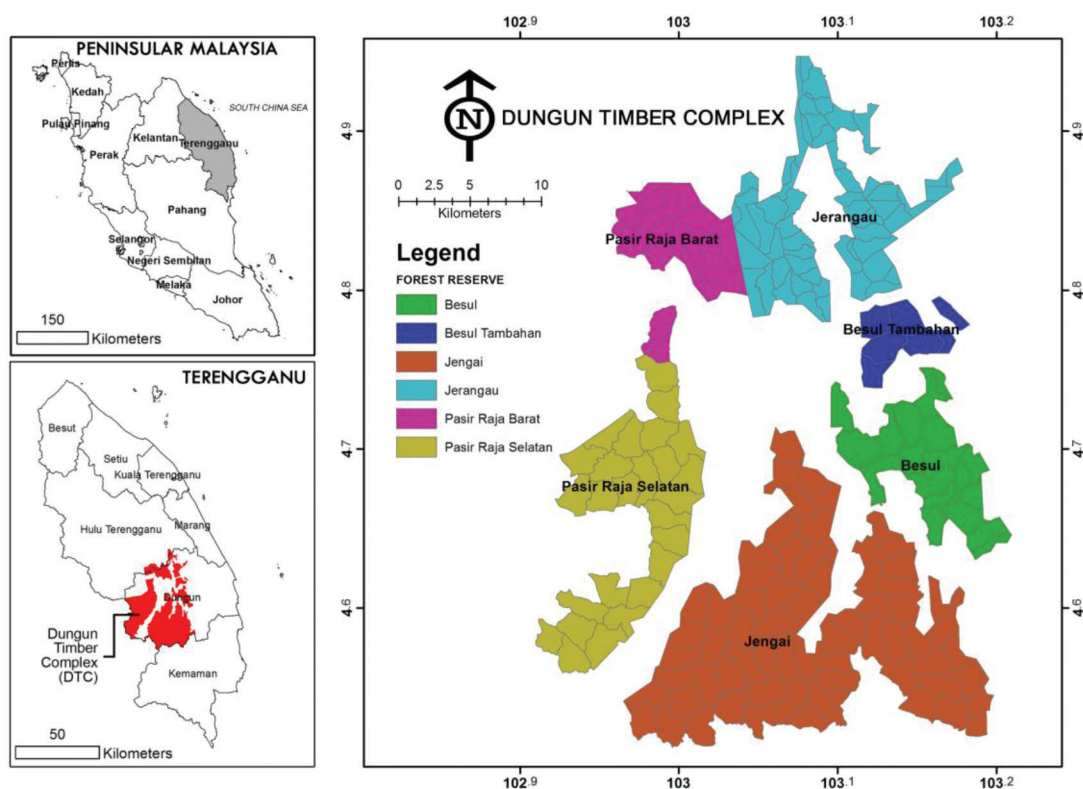 PENINSULAR MALAYSIA
Perlis
Kedah
SOUTH CHINA SEA
Pulau Pinang
Kelantan
Terengganu
Perak
Pahang
Selangor
Negeri Sembilan
Melaka
Johor
150
Kilometers
TERENGGANU
Besut
Setiu
Kuala Terengganu
Hulu Terengganu
Marang
Dungun
Dungun
Timber
Complex
(DTC)
Kemaman
50
Kilometers
102.9 103 103.1 103.2
N DUNGUN TIMBER COMPLEX
0 2.5 5 10
Kilometers
Legend
FOREST RESERVE
Besul
Besul Tambahan
Jengai
Jerangau
Pasir Raja Barat
Pasir Raja Selatan
Jerangau
Pasir Raja Barat
Besul Tambahan
Besul
Pasir Raja Selatan
Jengai
4.9
4.8
4.7
4.6
4.9
4.8
4.7
4.6
102.9 103 103.1 103.2